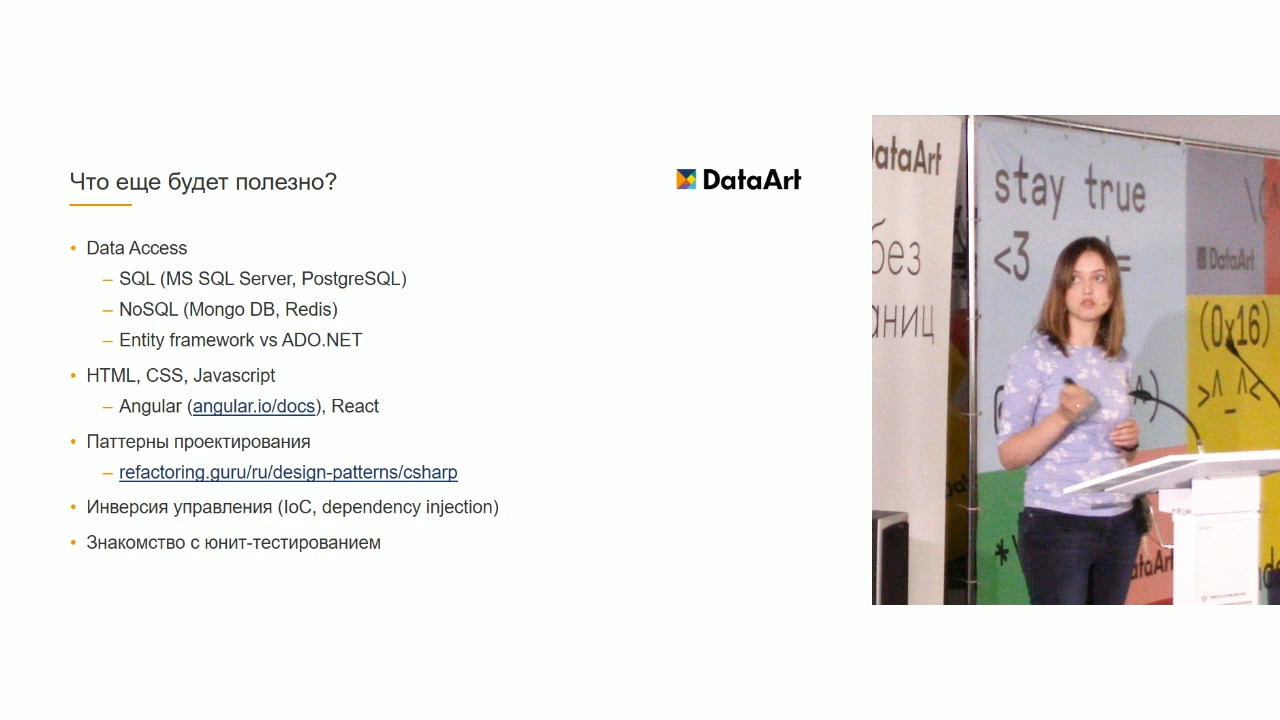 Что еще будет полезно?
DataArt
• Data Access
– SQL (MS SQL Server, PostgreSQL)
– NoSQL (Mongo DB, Redis)
– Entity framework vs ADO.NET
• HTML, CSS, Javascript
– Angular (angular.io/docs), React
• Паттерны проектирования
– refactoring.guru/ru/design-patterns/csharp
• Инверсия управления (IoC, dependency injection)
• Знакомство с юнит-тестированием
DataArt
без
stay true
<3
DataArt
(0x16)
>^_^<